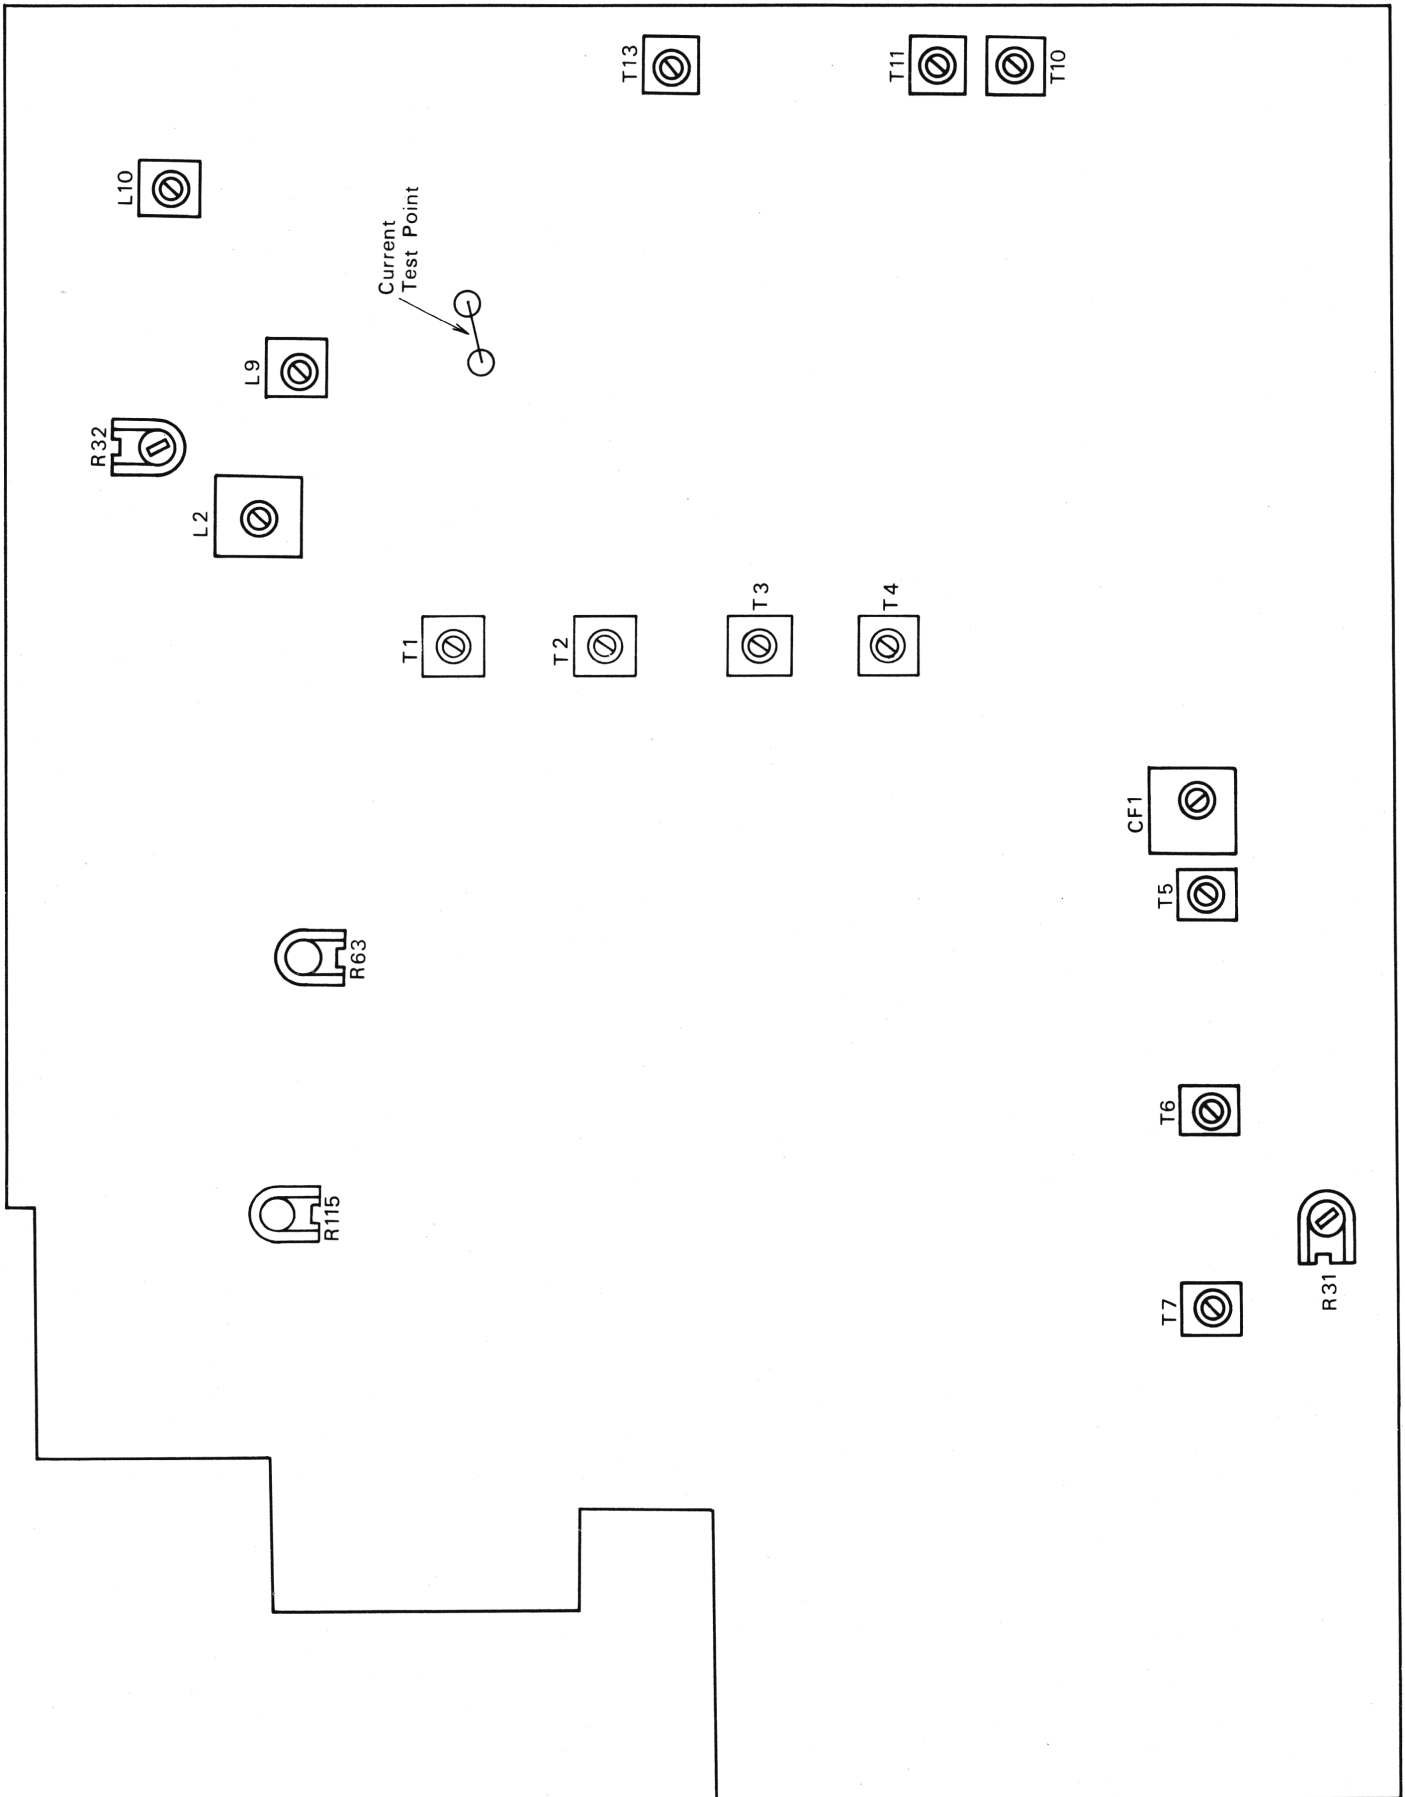 T13
T11
T10
L10
Current
Test Point
L9
R32
L2
T1
T2
T3
T4
CF1
T5
R63
T6
R115
T7
R31